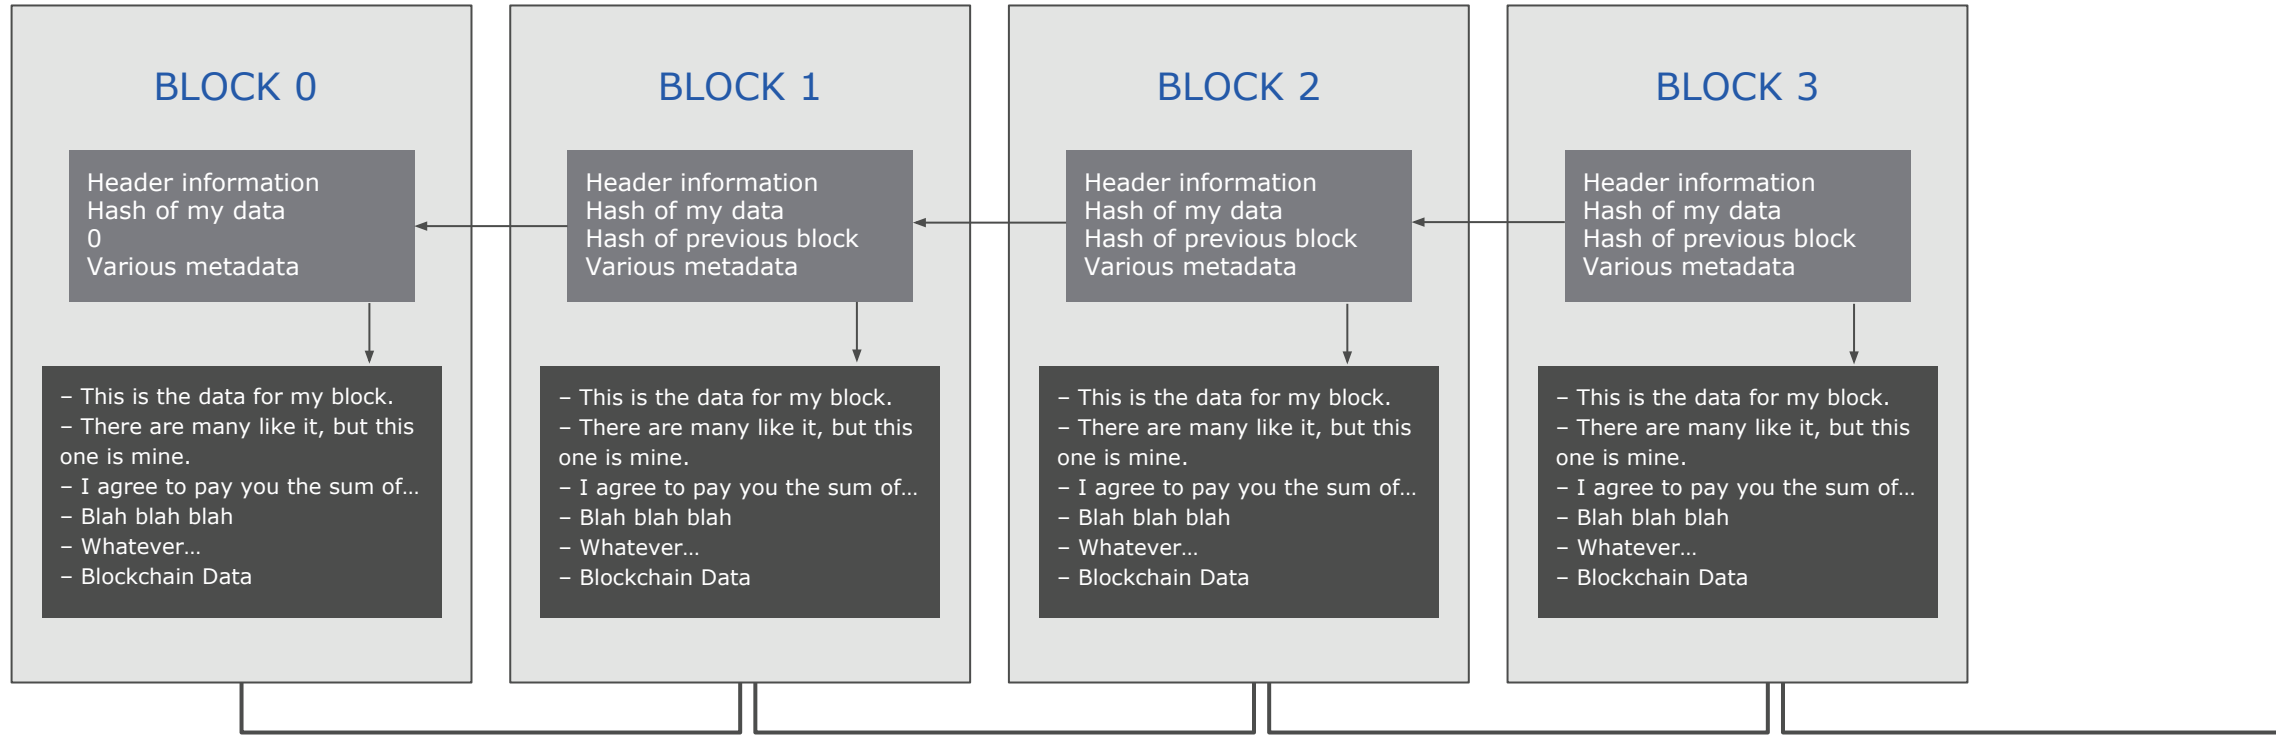 BLOCK 0
Header information
Hash of my data
0
Various metadata
– This is the data for my block.
– There are many like it, but this
one is mine.
– I agree to pay you the sum of…
– Blah blah blah
– Whatever…
– Blockchain Data
BLOCK 1
Header information
Hash of my data
Hash of previous block
Various metadata
– This is the data for my block.
– There are many like it, but this
one is mine.
– I agree to pay you the sum of…
– Blah blah blah
– Whatever…
– Blockchain Data
BLOCK 2
Header information
Hash of my data
Hash of previous block
Various metadata
– This is the data for my block.
– There are many like it, but this
one is mine.
– I agree to pay you the sum of…
– Blah blah blah
– Whatever…
– Blockchain Data
BLOCK 3
Header information
Hash of my data
Hash of previous block
Various metadata
– This is the data for my block.
– There are many like it, but this
one is mine.
– I agree to pay you the sum of…
– Blah blah blah
– Whatever…
– Blockchain Data